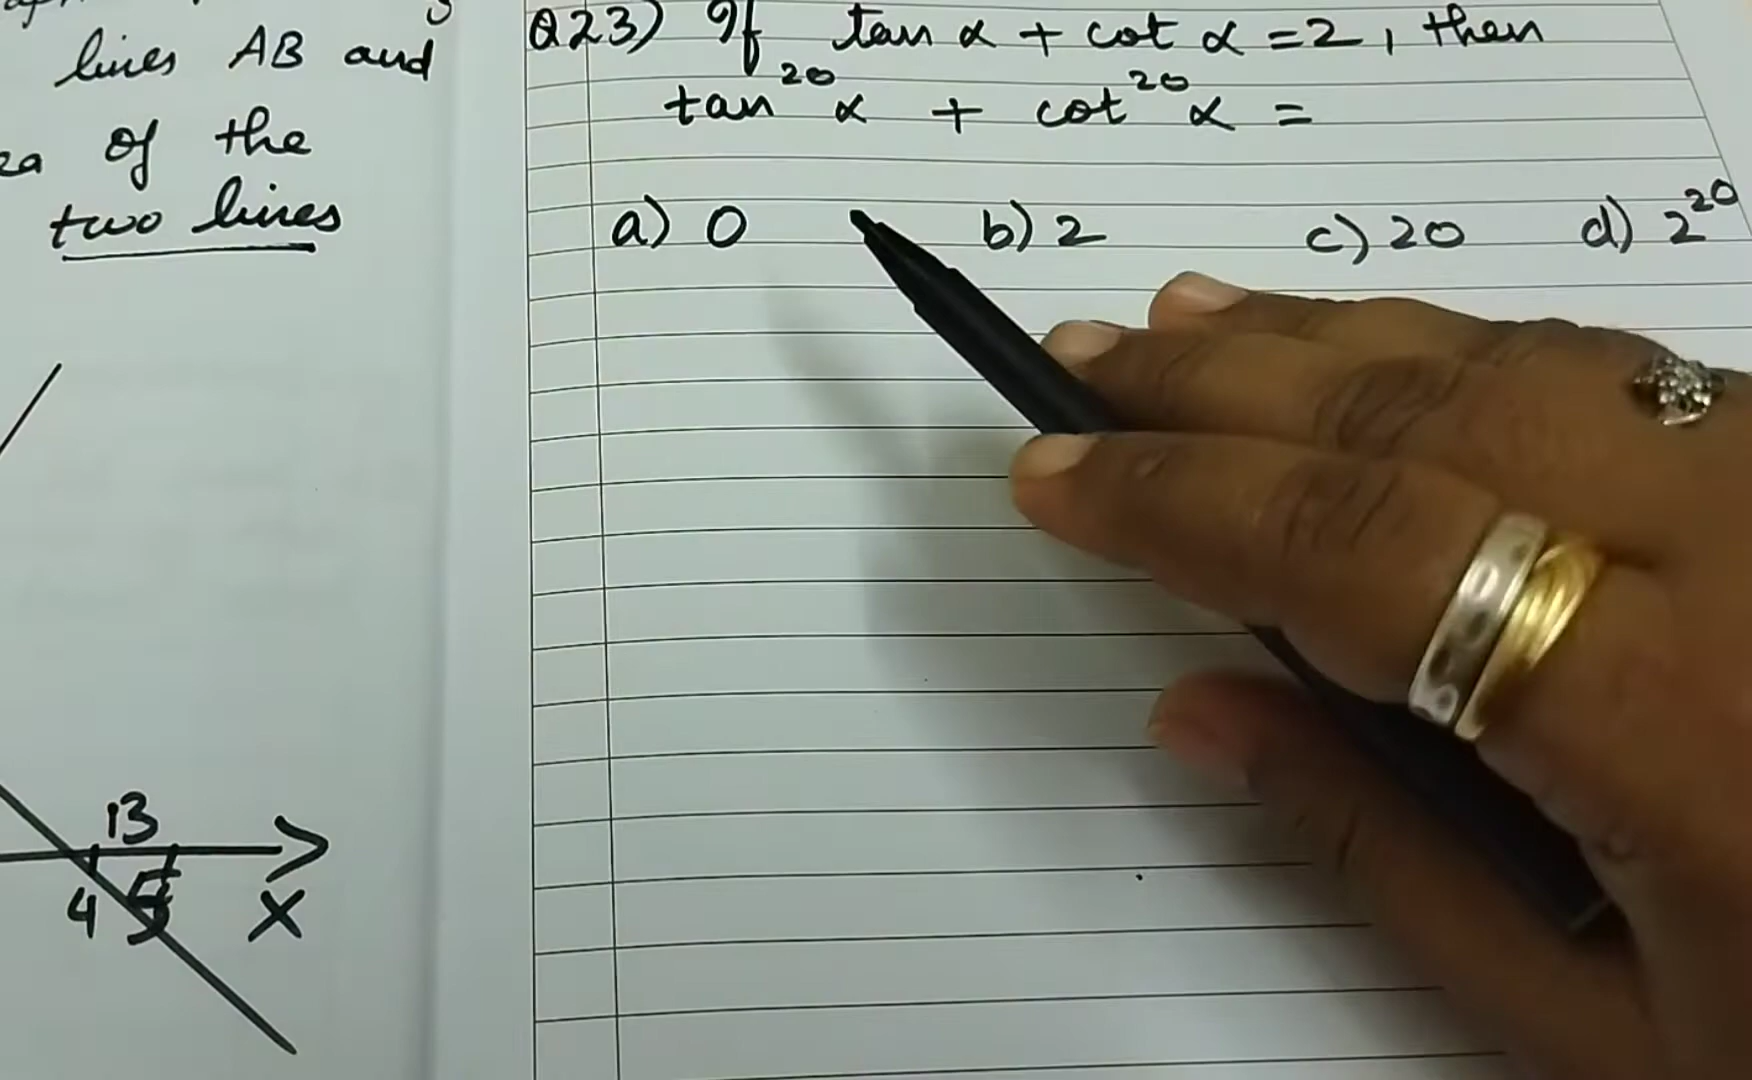 lines AB and
of the
two lines
13
4 5
X
Q23) If tan α + cot α = 2, then
tan²⁰ α + cot²⁰ α =
a) 0 b) 2 c) 20 d) 2²⁰